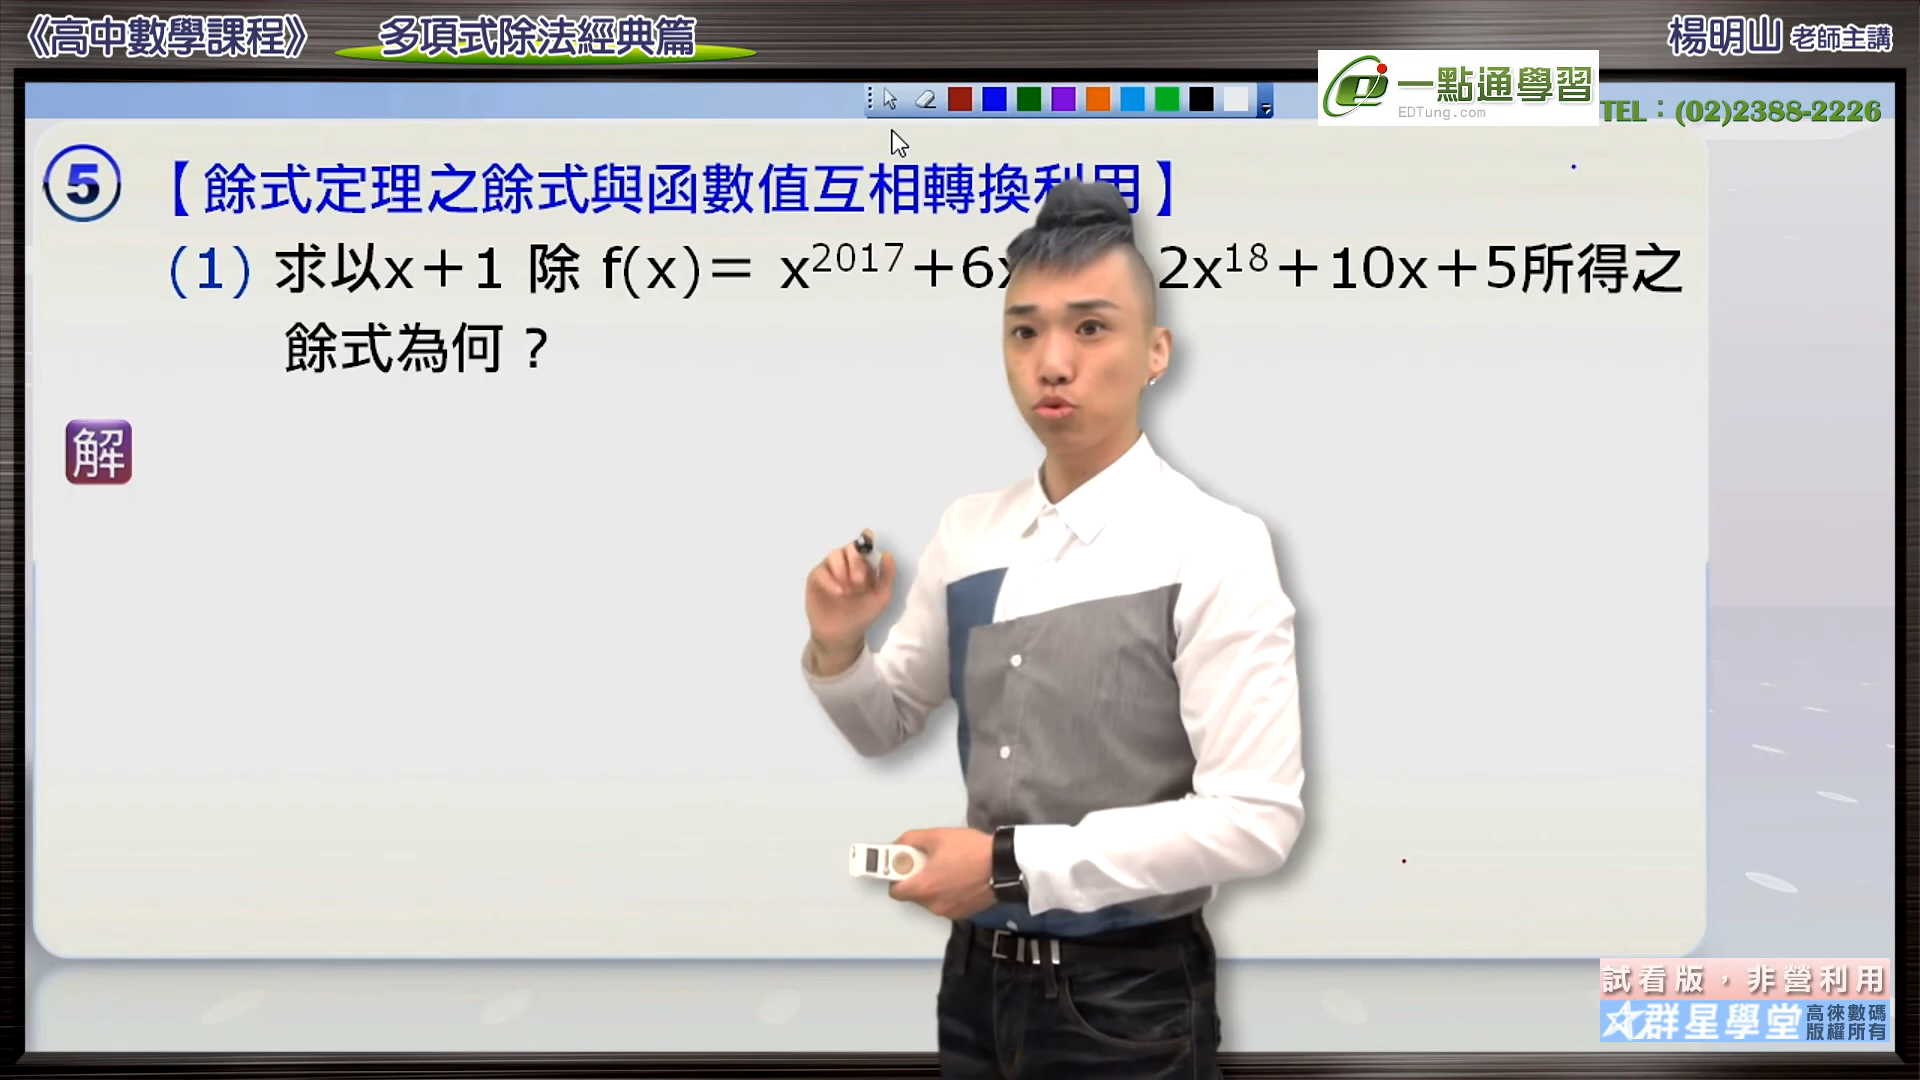 《高中數學課程》 多項式除法經典篇 楊明山 老師主講
一點通學習
EDTung.com
TEL：(02)2388-2226
5 【餘式定理之餘式與函數值互相轉換利用】
(1) 求以x＋1 除 f(x)＝ x²⁰¹⁷＋6x 2x¹⁸＋10x＋5所得之
餘式為何？
解
試看版，非營利用
群星學堂 高徠數碼
版權所有